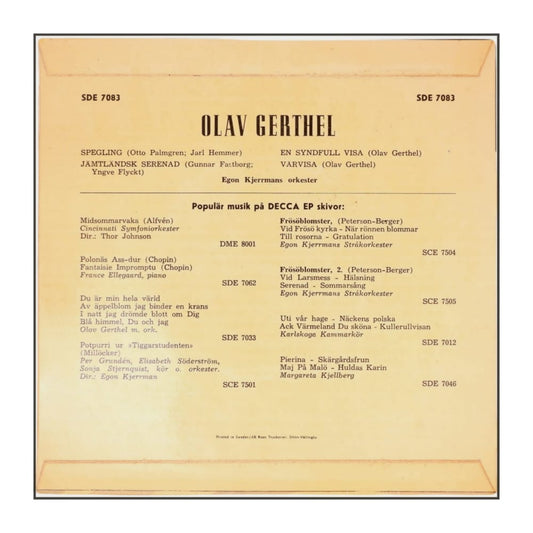 SDE 7083
SDE 7083
OLAV GERTHEL
SPEGLING (Otto Palmgren; Jarl Hemmer)
JÄMTLÄNDSK SERENAD (Gunnar Fastborg;
Yngve Flyckt)
EN SYNDFULL VISA (Olav Gerthel)
VÅRVISA (Olav Gerthel)
Egon Kjerrmans orkester
Populär musik på DECCA EP skivor:
Midsommarvaka (Alfvén)
Cincinnati Symfoniorkester
Dir.: Thor Johnson
DME 8001
Polonäs Ass-dur (Chopin)
Fantaisie Impromptu (Chopin)
France Ellegaard, piano
SDE 7062
Du är min hela värld
Av äppelblom jag binder en krans
I natt jag drömde blott om Dig
Blå himmel, Du och jag
Olav Gerthel m. ork.
SDE 7033
Potpurri ur »Tiggarstudenten»
(Millöcker)
Per Grundén, Elisabeth Söderström,
Sonja Stjernquist, kör o. orkester.
Dir.: Egon Kjerrman
SCE 7501
Frösöblomster, (Peterson-Berger)
Vid Frösö kyrka - När rönnen blommar
Till rosorna - Gratulation
Egon Kjerrmans Stråkorkester
SCE 7504
Frösöblomster, 2. (Peterson-Berger)
Vid Larsmess - Hälsning
Serenad - Sommarsång
Egon Kjerrmans Stråkorkester
SCE 7505
Uti vår hage - Näckens polska
Ack Värmeland Du sköna - Kullerullvisan
Karlskoga Kammarkör
SDE 7012
Pierina - Skärgårdsfrun
Maj På Malö - Huldas Karin
Margareta Kjellberg
SDE 7046
Printed in Sweden